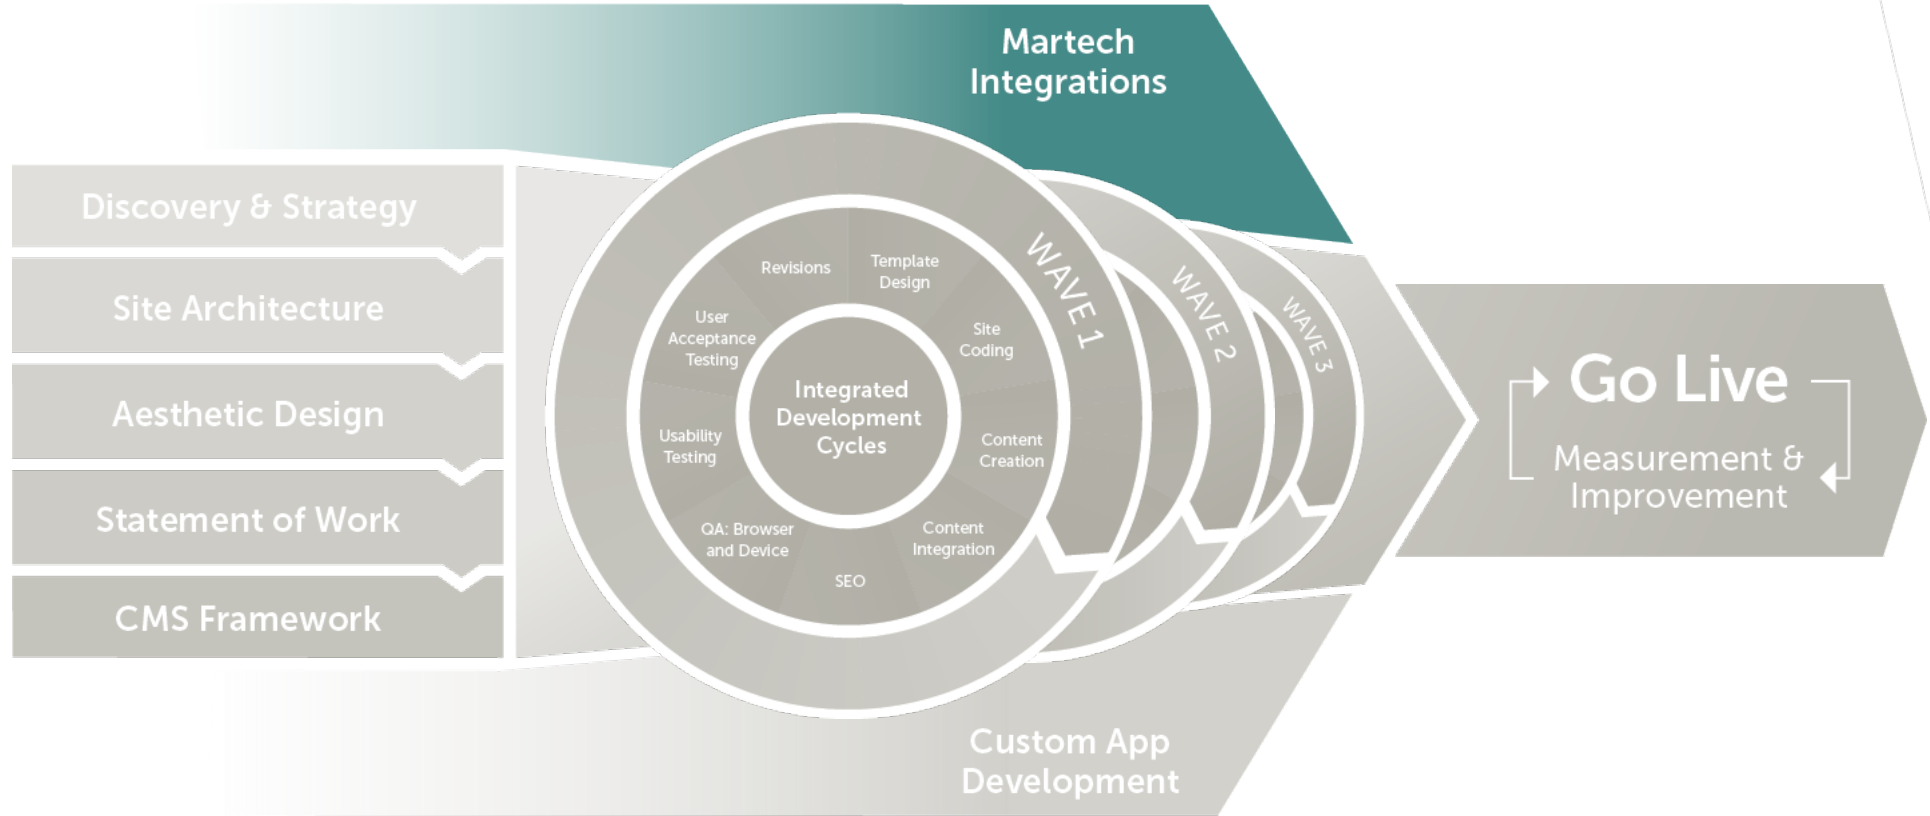 Martech
Integrations
Discovery & Strategy
Site Architecture
Aesthetic Design
Statement of Work
CMS Framework
Integrated
Development
Cycles
Template
Design
Site
Coding
Content
Creation
Content
Integration
SEO
QA: Browser
and Device
Usability
Testing
User
Acceptance
Testing
Revisions
WAVE 1
WAVE 2
WAVE 3
Custom App
Development
Go Live
Measurement &
Improvement